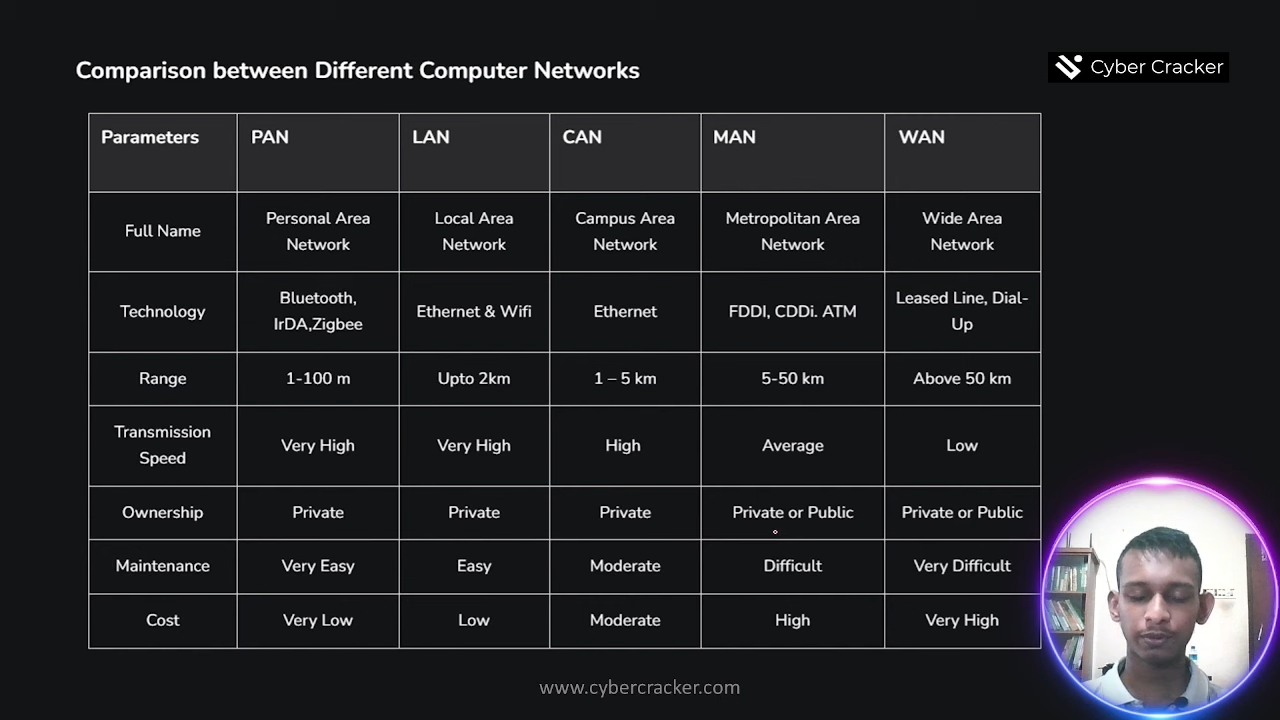 Comparison between Different Computer Networks
Cyber Cracker
Parameters PAN LAN CAN MAN WAN
Full Name Personal Area Network Local Area Network Campus Area Network Metropolitan Area Network Wide Area Network
Technology Bluetooth, IrDA,Zigbee Ethernet & Wifi Ethernet FDDI, CDDi. ATM Leased Line, Dial-Up
Range 1-100 m Upto 2km 1 – 5 km 5-50 km Above 50 km
Transmission Speed Very High Very High High Average Low
Ownership Private Private Private Private or Public Private or Public
Maintenance Very Easy Easy Moderate Difficult Very Difficult
Cost Very Low Low Moderate High Very High
www.cybercracker.com